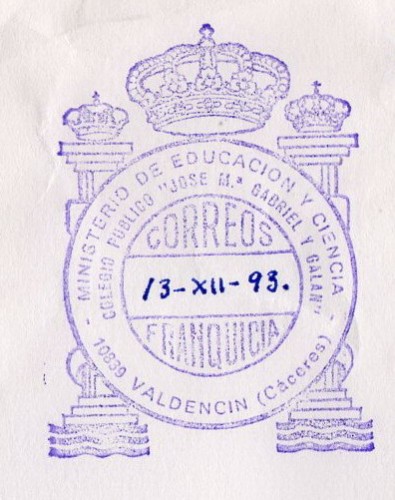 - MINISTERIO DE EDUCACION Y CIENCIA -
COLEGIO PUBLICO "JOSE M.ª GABRIEL Y GALAN"
CORREOS
13-XII-93.
FRANQUICIA
10839 VALDENCIN (Cáceres)